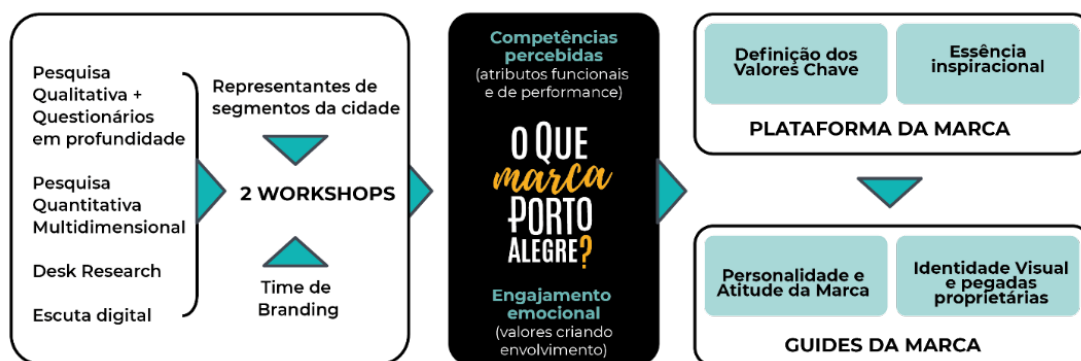 Pesquisa
Qualitativa +
Questionários
em profundidade
Pesquisa
Quantitativa
Multidimensional
Desk Research
Escuta digital
Representantes de
segmentos da cidade
2 WORKSHOPS
Time de
Branding
Competências
percebidas
(atributos funcionais
e de performance)
O QUE
marca
PORTO
ALEGRE?
Engajamento
emocional
(valores criando
envolvimento)
Definição dos
Valores Chave
Essência
inspiracional
PLATAFORMA DA MARCA
Personalidade e
Atitude da Marca
Identidade Visual
e pegadas
proprietárias
GUIDES DA MARCA